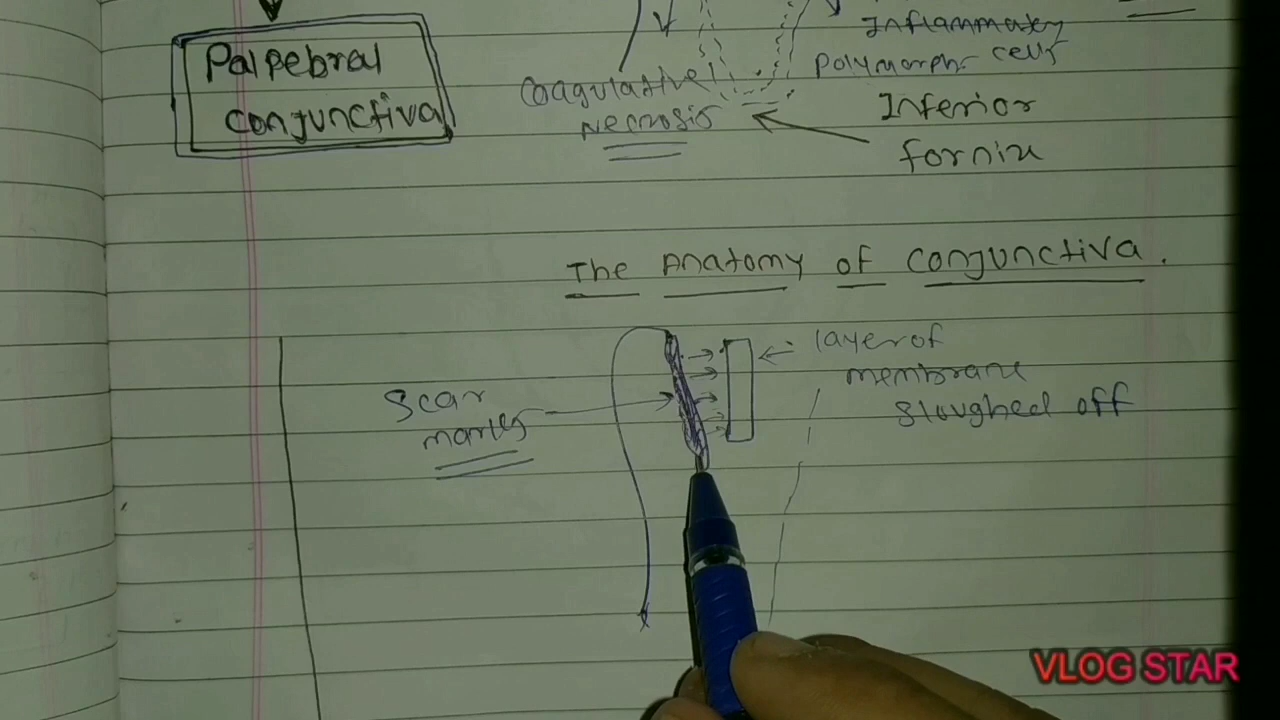 Palpebral
conjunctiva
Coagulative
Necrosis
Inflammatory
Polymorph cells
Inferior
fornix
The Anatomy of conjunctiva.
Scar
marks
layer of
membrane
sloughed off
VLOG STAR